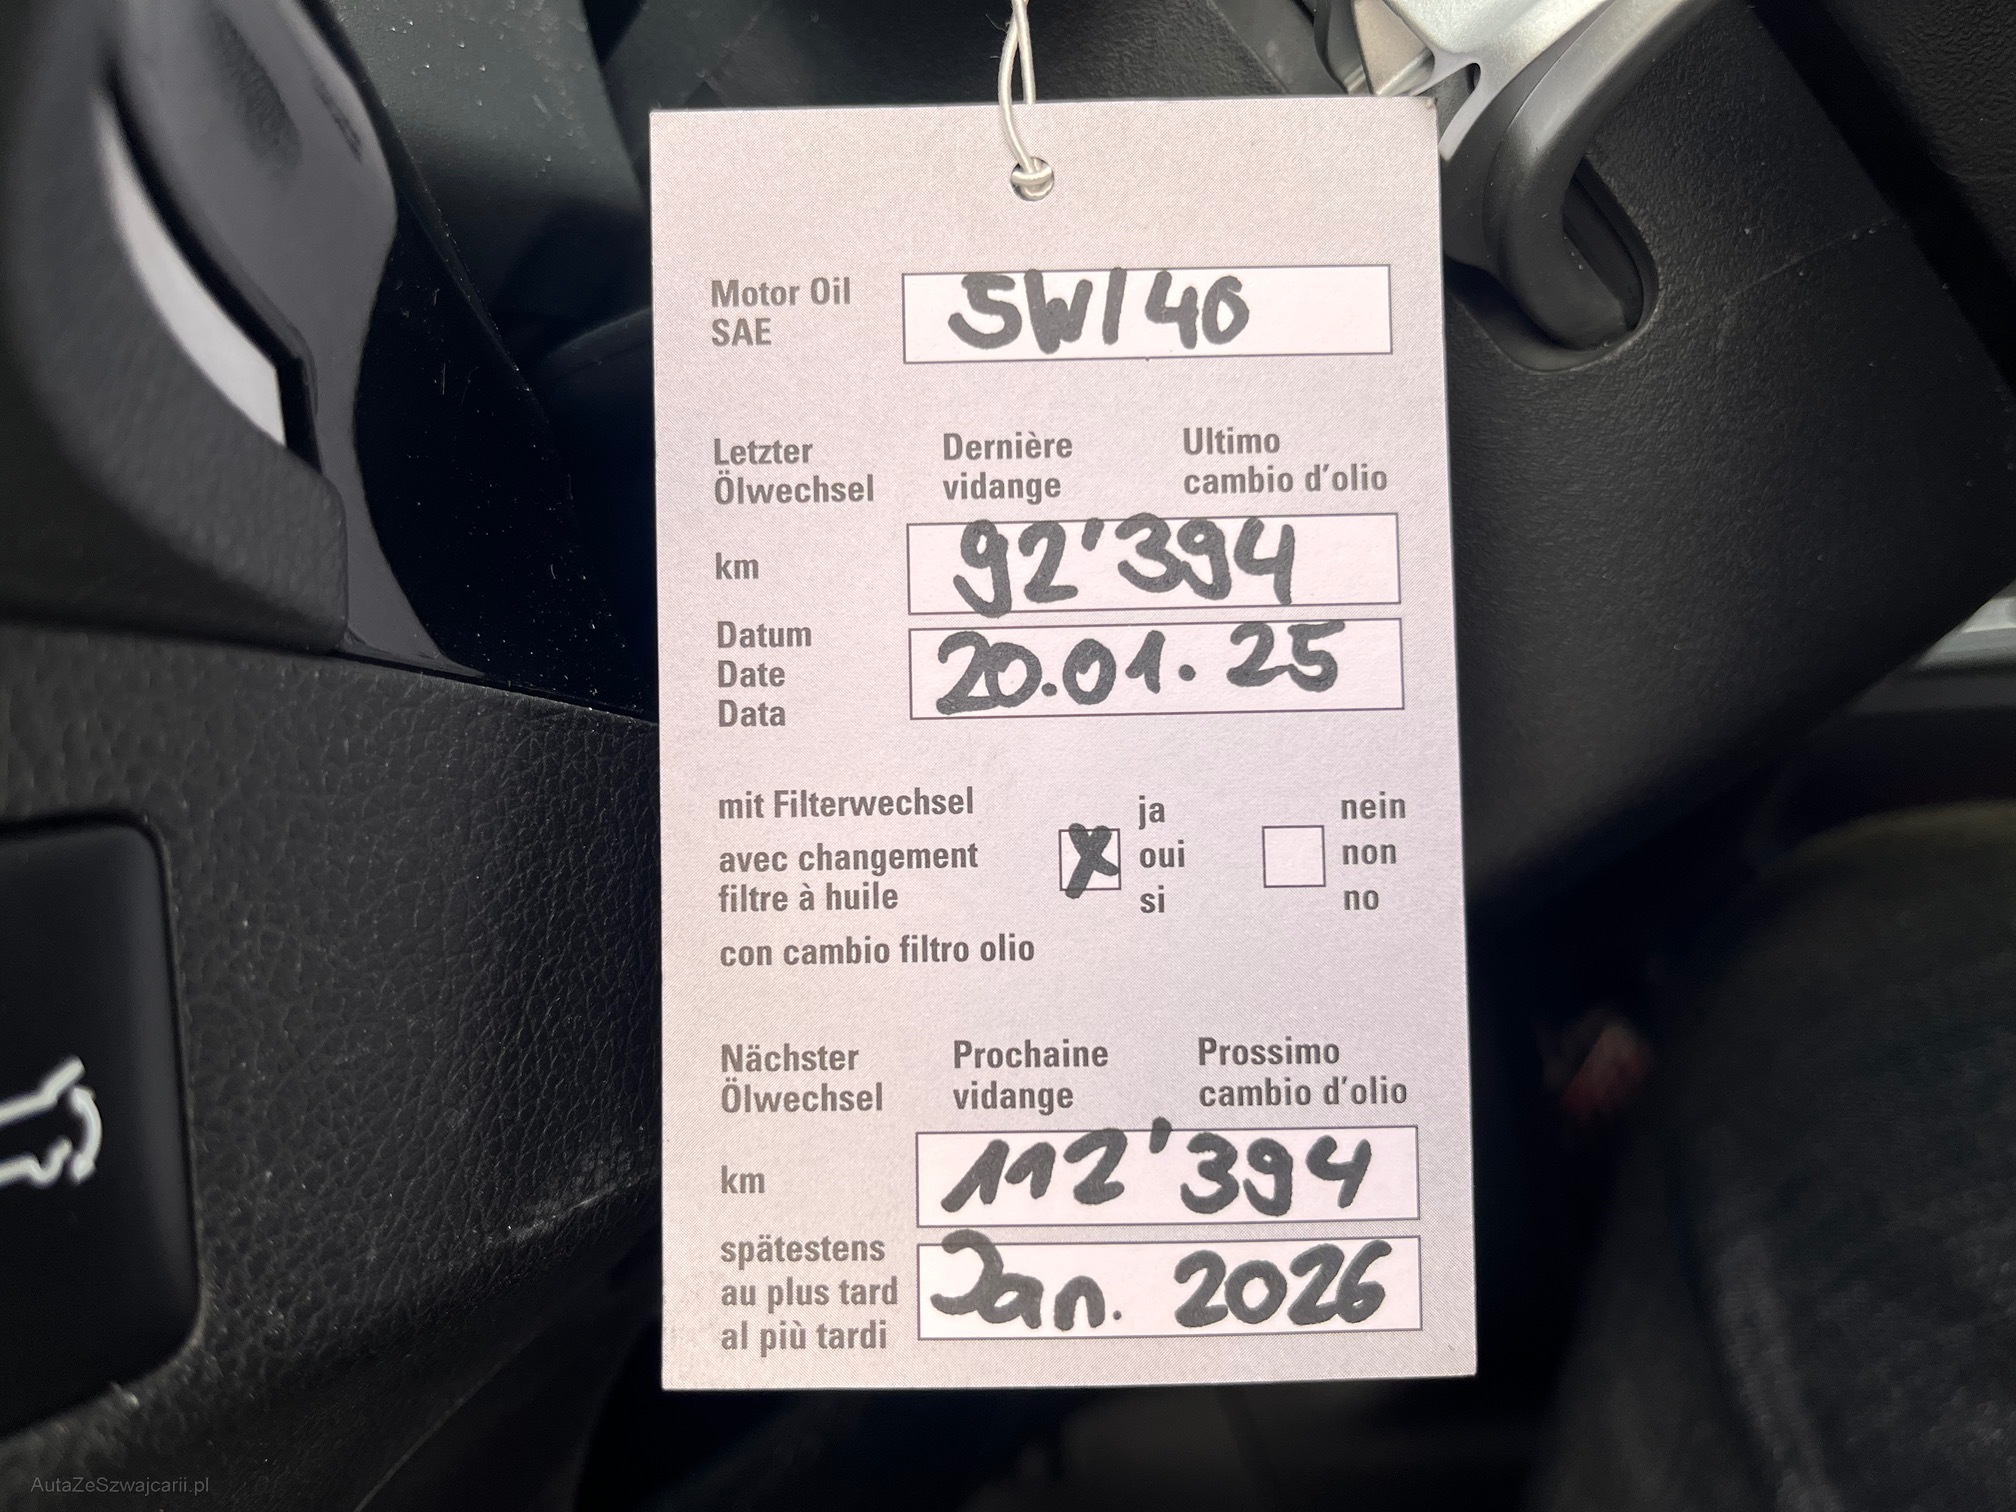 Motor Oil
SAE
5W/40
Letzter
Ölwechsel
Dernière
vidange
Ultimo
cambio d'olio
km
92'394
Datum
Date
Data
20.01.25
mit Filterwechsel
avec changement
filtre à huile
con cambio filtro olio
ja
oui
si
nein
non
no
Nächster
Ölwechsel
Prochaine
vidange
Prossimo
cambio d'olio
km
112'394
spätestens
au plus tard
al più tardi
Jan. 2026
AutaZeSzwajcarii.pl